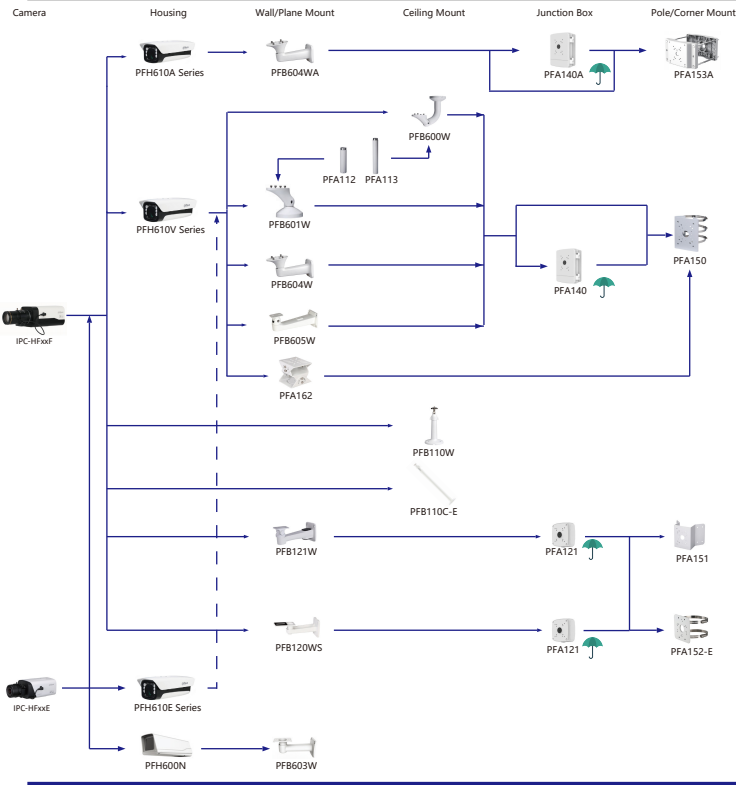 Camera Housing Wall/Plane Mount Ceiling Mount Junction Box Pole/Corner Mount
PFH610A Series PFB604WA PFA140A PFA153A
PFB600W
PFA112 PFA113
PFH610V Series PFB601W
PFA150
PFB604W PFA140
IPC-HFxxF
PFB605W
PFA162
PFB110W
PFB110C-E
PFB121W PFA121 PFA151
PFB120WS PFA121 PFA152-E
IPC-HFxxE PFH610E Series
PFH600N PFB603W